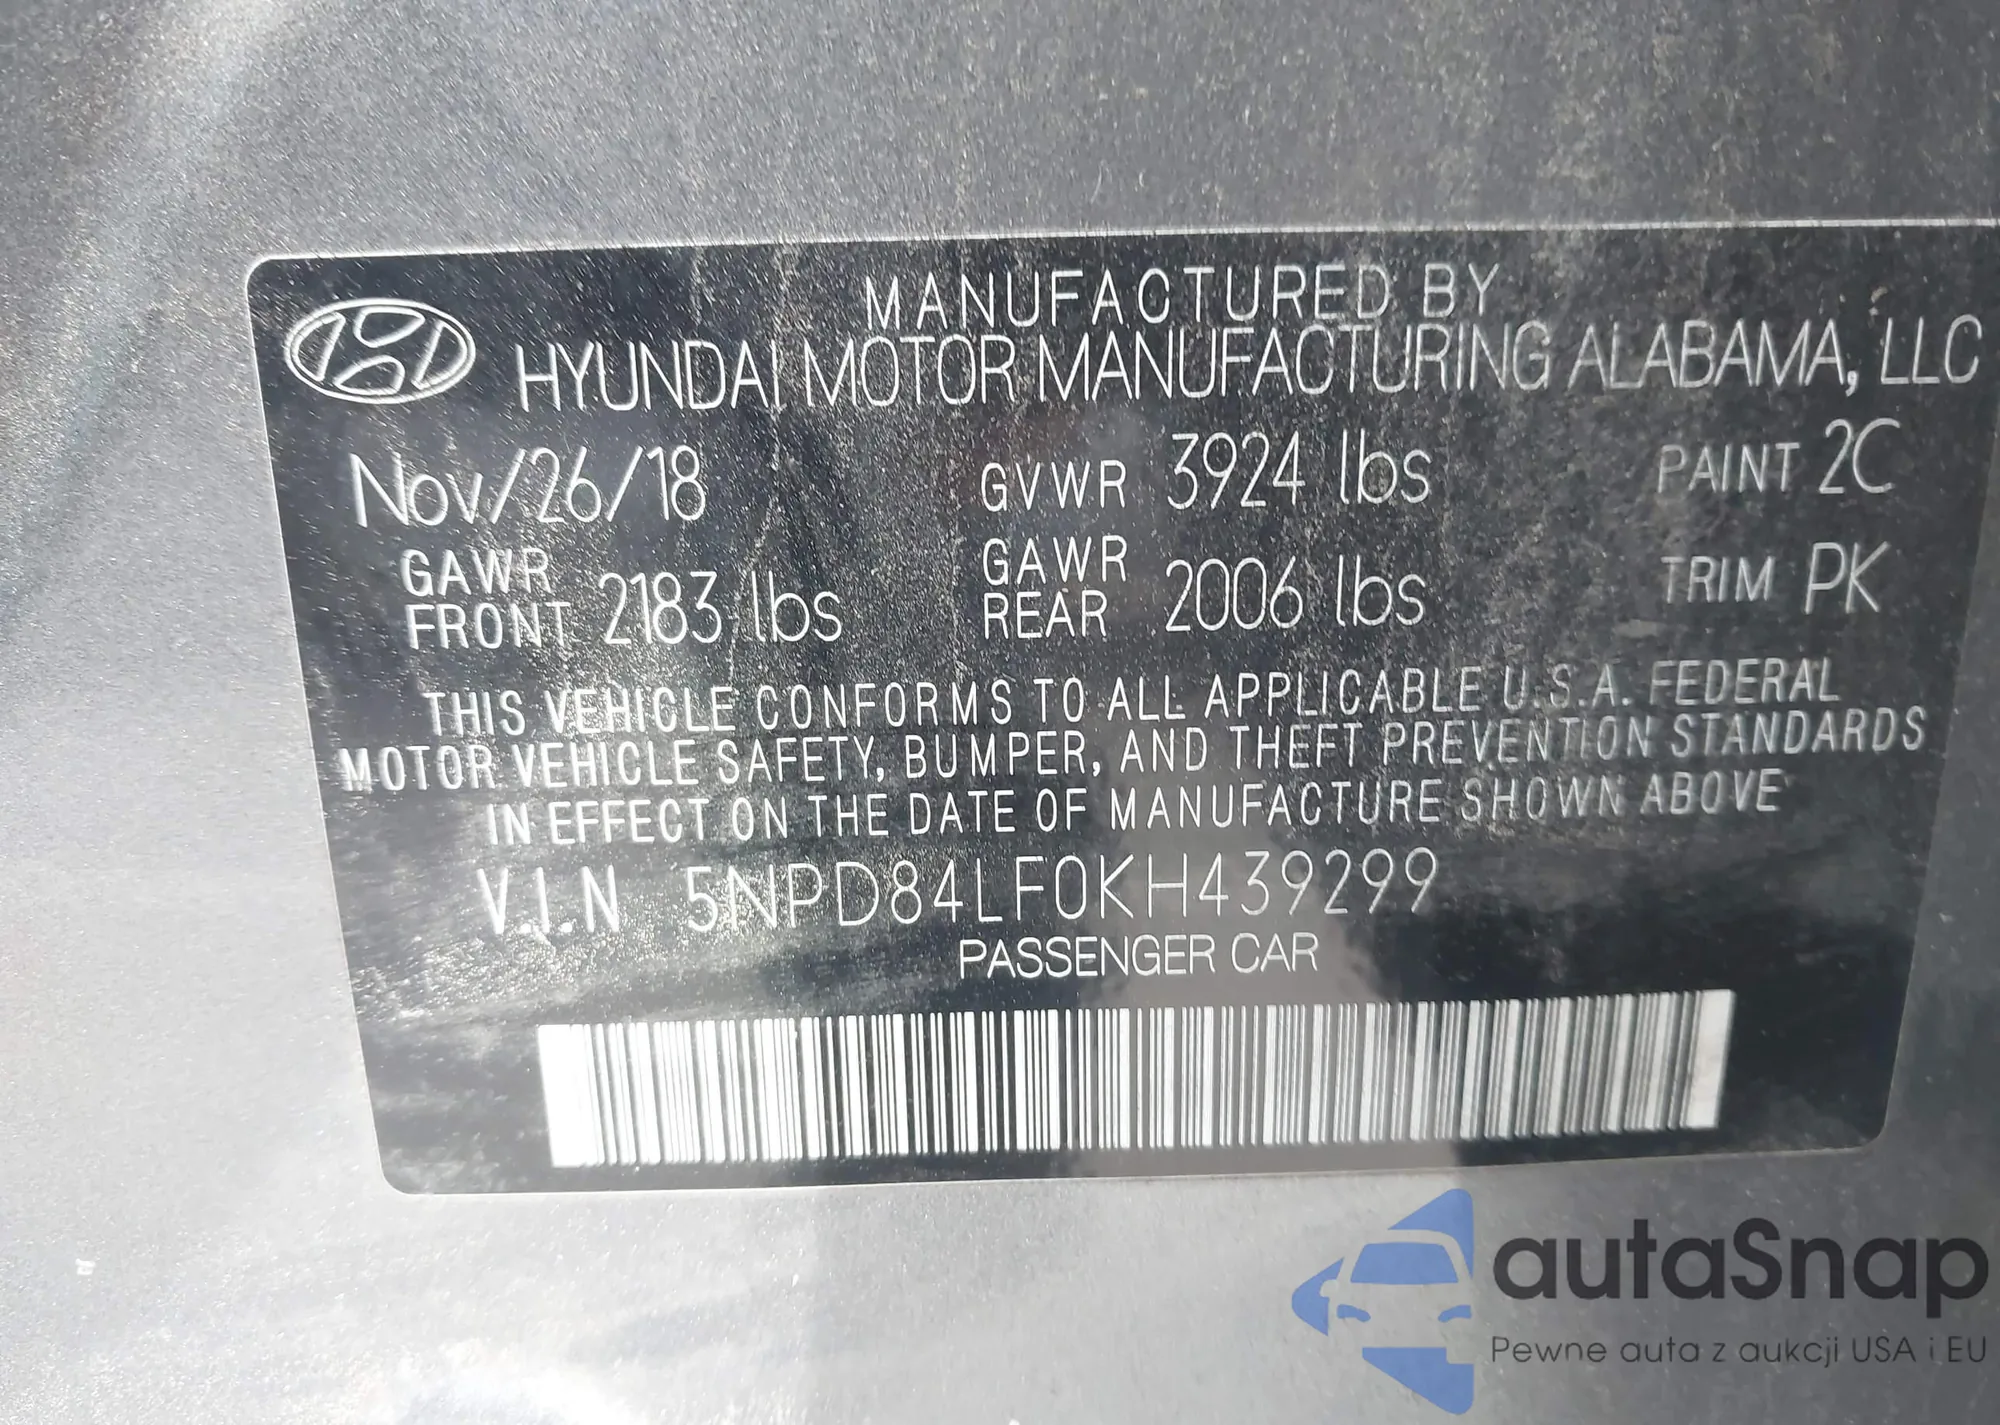 MANUFACTURED BY
HYUNDAI MOTOR MANUFACTURING ALABAMA, LLC
Nov/26/18 GVWR 3924 lbs PAINT 2C
GAWR FRONT 2183 lbs GAWR REAR 2006 lbs TRIM PK
THIS VEHICLE CONFORMS TO ALL APPLICABLE U.S.A. FEDERAL
MOTOR VEHICLE SAFETY, BUMPER, AND THEFT PREVENTION STANDARDS
IN EFFECT ON THE DATE OF MANUFACTURE SHOWN ABOVE
V.I.N 5NPD84LF0KH439299
PASSENGER CAR
autaSnap
Pewne auta z aukcji USA i EU